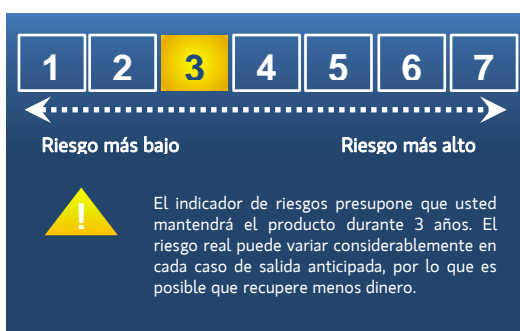 1 2 3 4 5 6 7
Riesgo más bajo Riesgo más alto
!
El indicador de riesgos presupone que usted
mantendrá el producto durante 3 años. El
riesgo real puede variar considerablemente en
cada caso de salida anticipada, por lo que es
posible que recupere menos dinero.